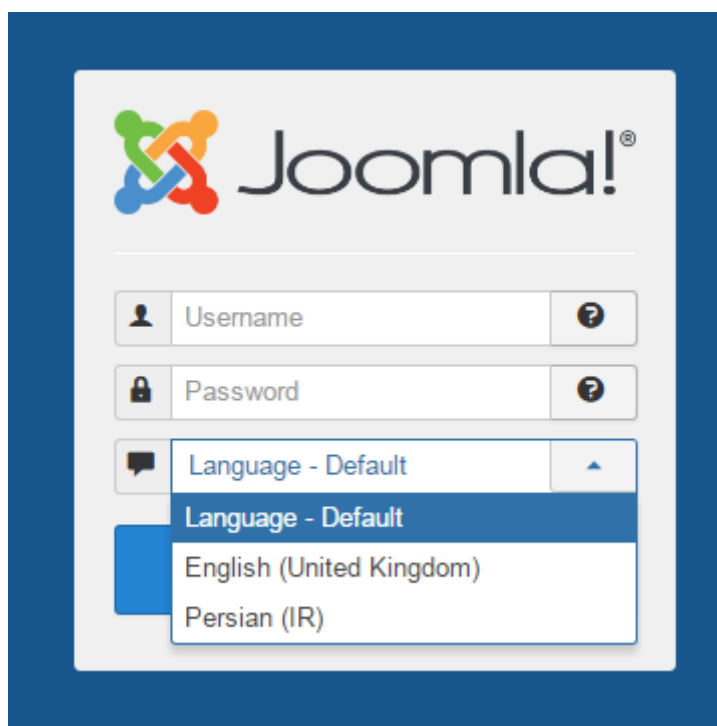 Joomla!®
Username
Password
Language - Default
Language - Default
English (United Kingdom)
Persian (IR)